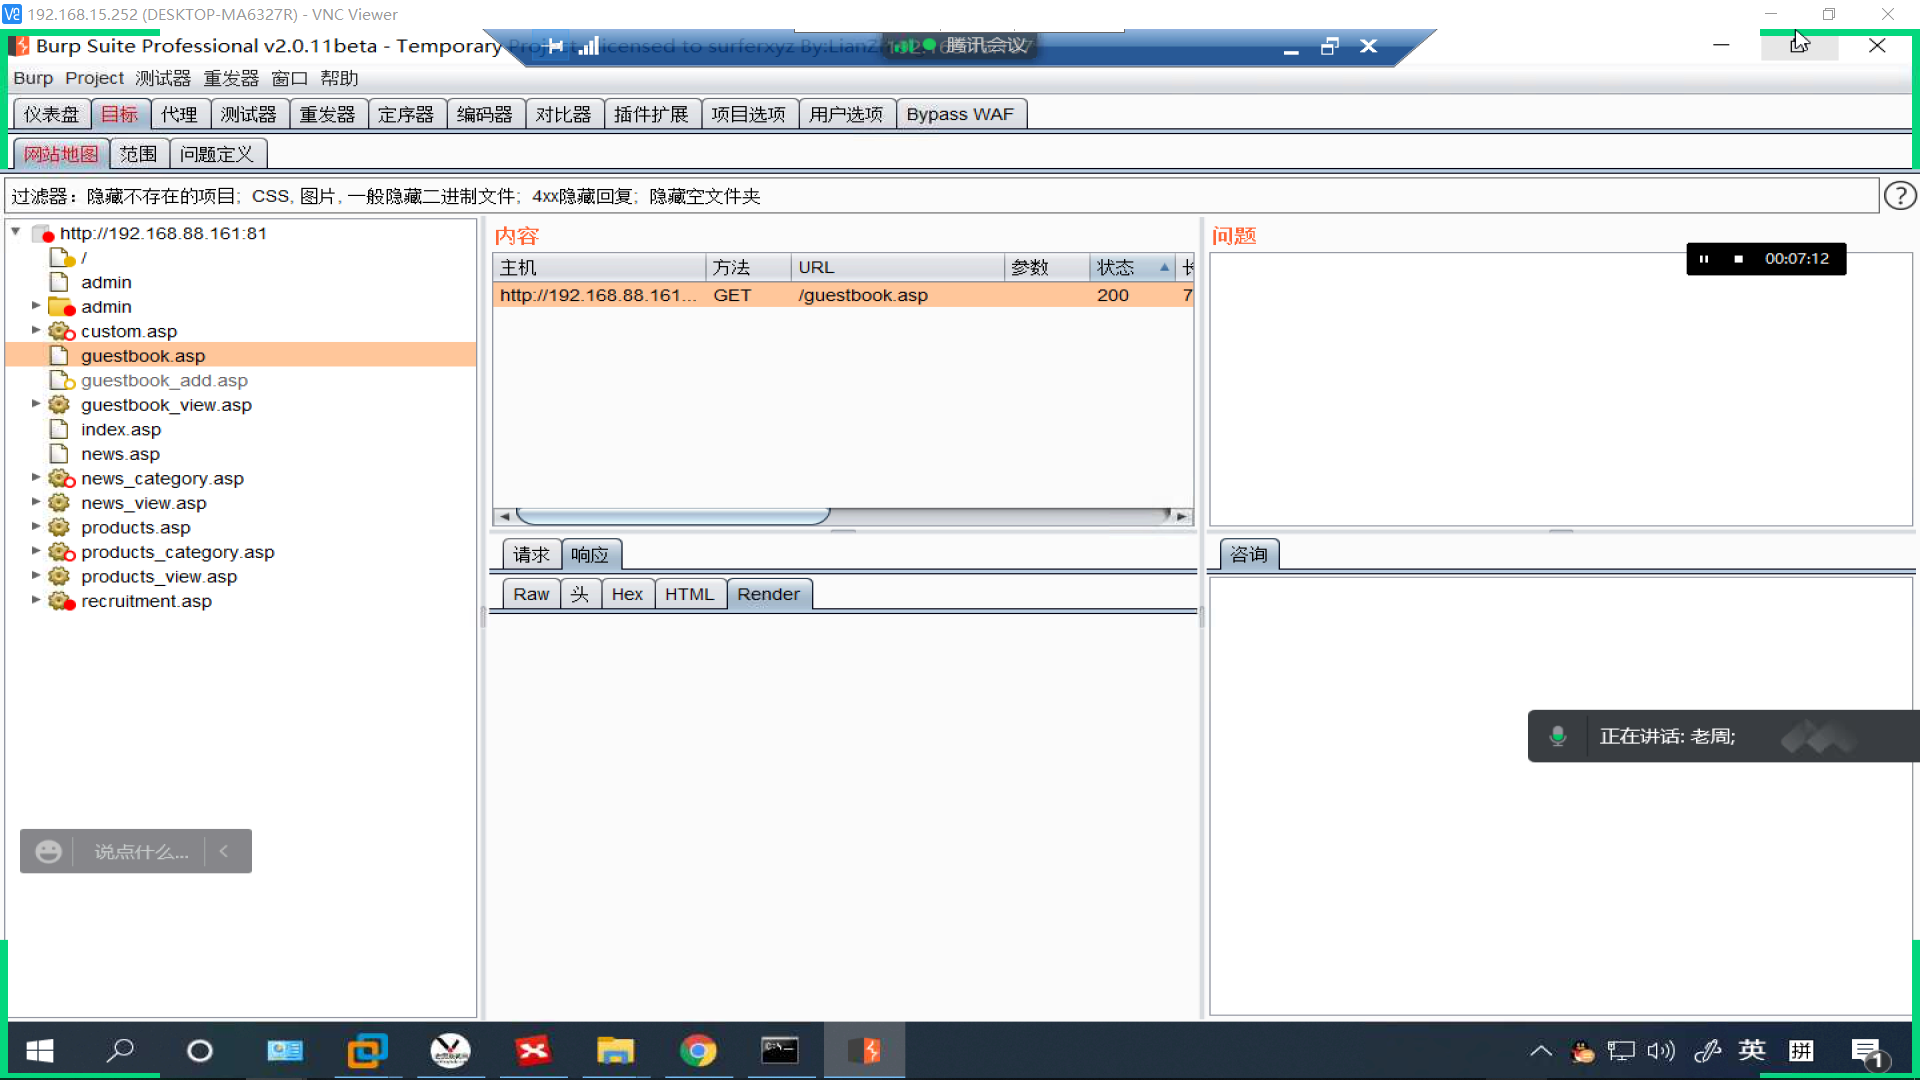 192.168.15.252 (DESKTOP-MA6327R) - VNC Viewer
Burp Suite Professional v2.0.11beta - Temporary Project - licensed to surferxyz By:LianZ
腾讯会议
Burp Project 测试器 重发器 窗口 帮助
仪表盘 目标 代理 测试器 重发器 定序器 编码器 对比器 插件扩展 项目选项 用户选项 Bypass WAF
网站地图 范围 问题定义
过滤器：隐藏不存在的项目; CSS, 图片, 一般隐藏二进制文件; 4xx隐藏回复; 隐藏空文件夹
?
http://192.168.88.161:81
/
admin
admin
custom.asp
guestbook.asp
guestbook_add.asp
guestbook_view.asp
index.asp
news.asp
news_category.asp
news_view.asp
products.asp
products_category.asp
products_view.asp
recruitment.asp
内容
主机 方法 URL 参数 状态
http://192.168.88.161... GET /guestbook.asp 200 7
请求 响应
Raw 头 Hex HTML Render
问题
00:07:12
咨询
正在讲话: 老周;
说点什么...
英 拼 1